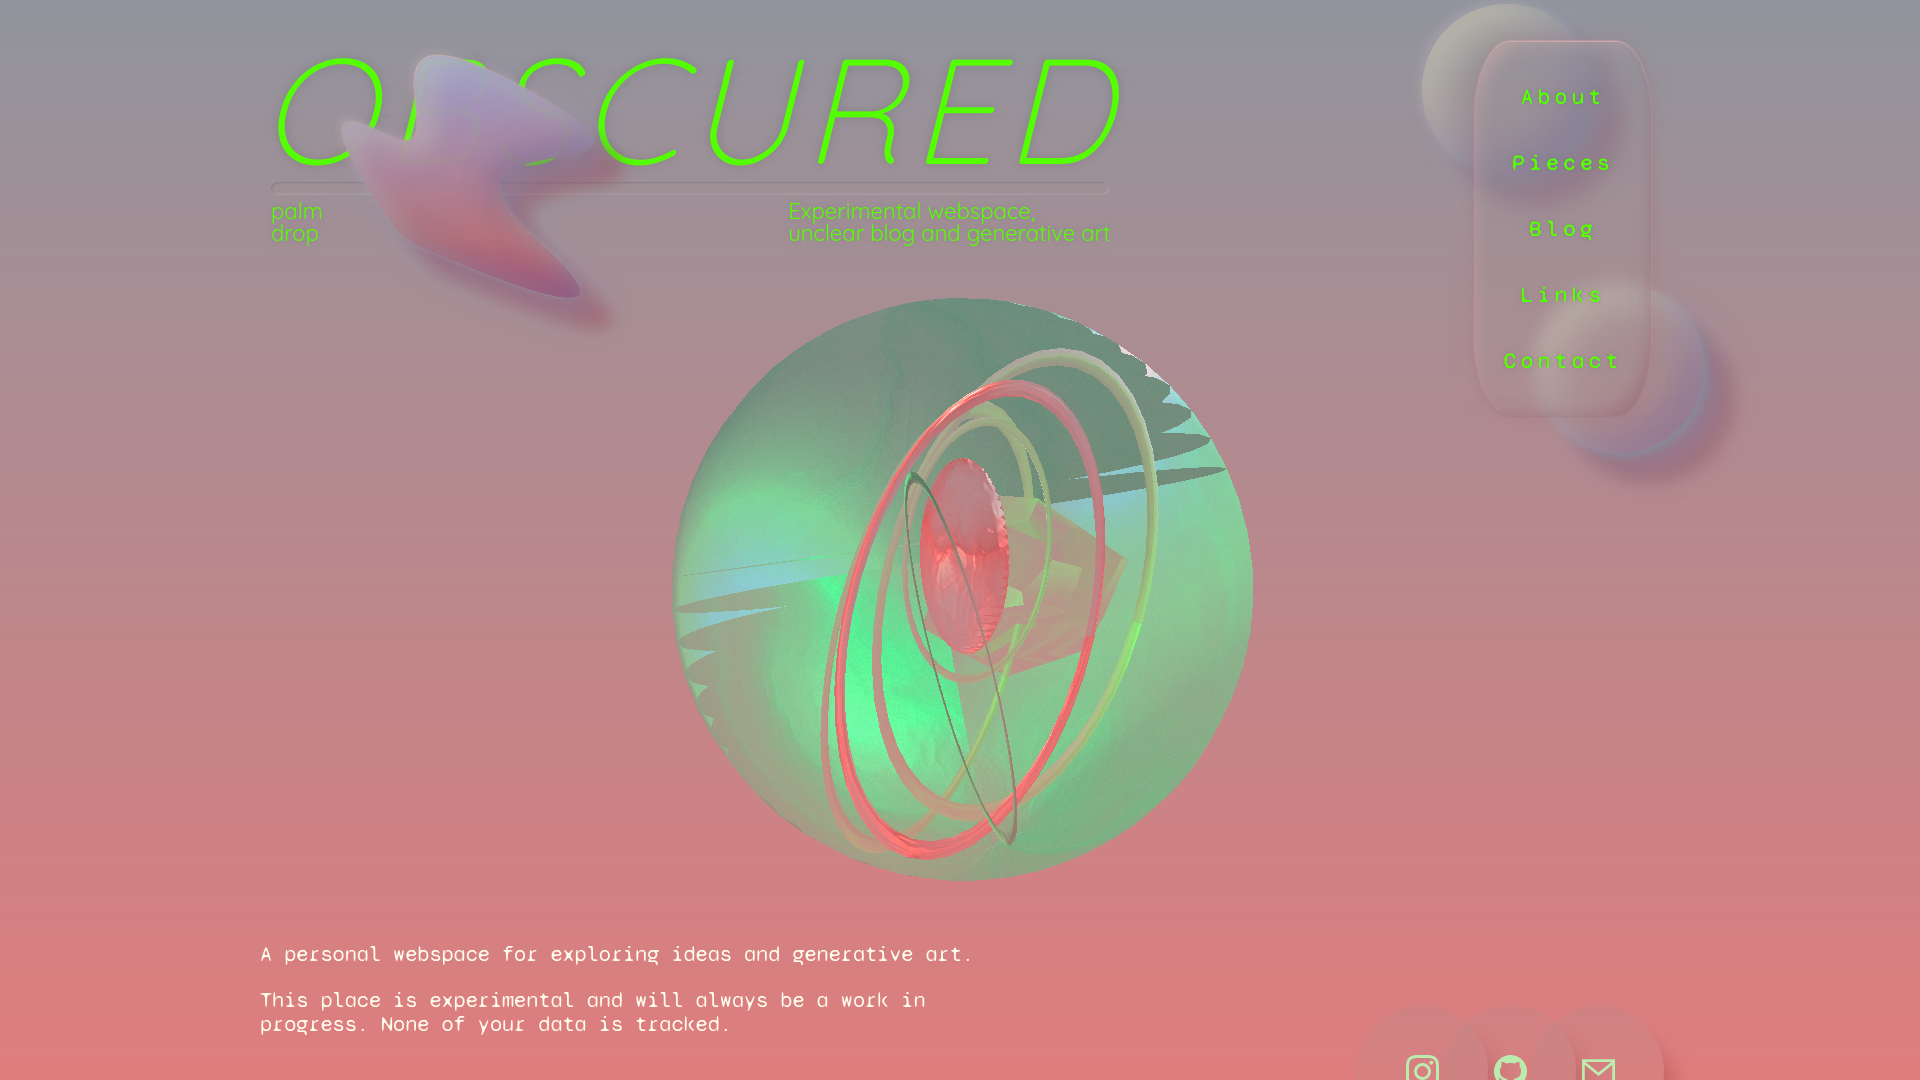 OBSCURED
palm
drop
Experimental webspace,
unclear blog and generative art
About
Pieces
Blog
Links
Contact
A personal webspace for exploring ideas and generative art.
This place is experimental and will always be a work in
progress. None of your data is tracked.